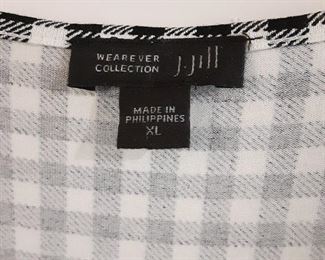 WEAREVER
COLLECTION
J.Jill
MADE IN
PHILIPPINES
XL